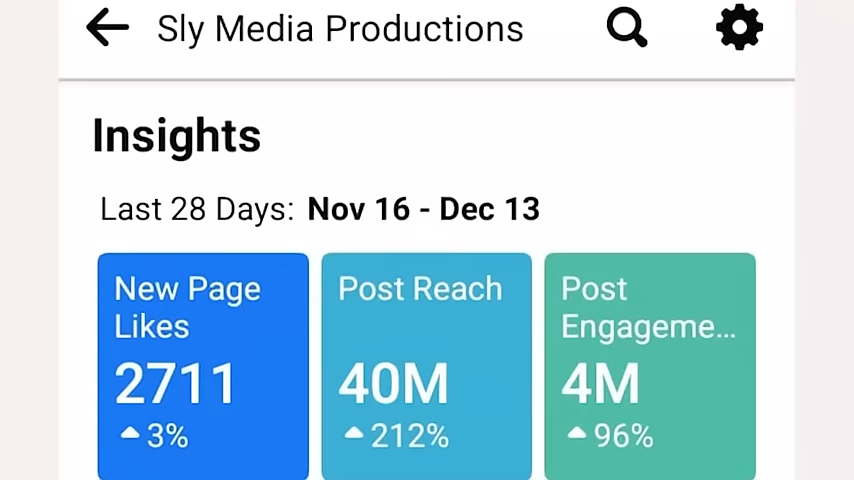 Sly Media Productions
Insights
Last 28 Days: Nov 16 - Dec 13
New Page
Likes
2711
3%
Post Reach
40M
212%
Post
Engageme...
4M
96%